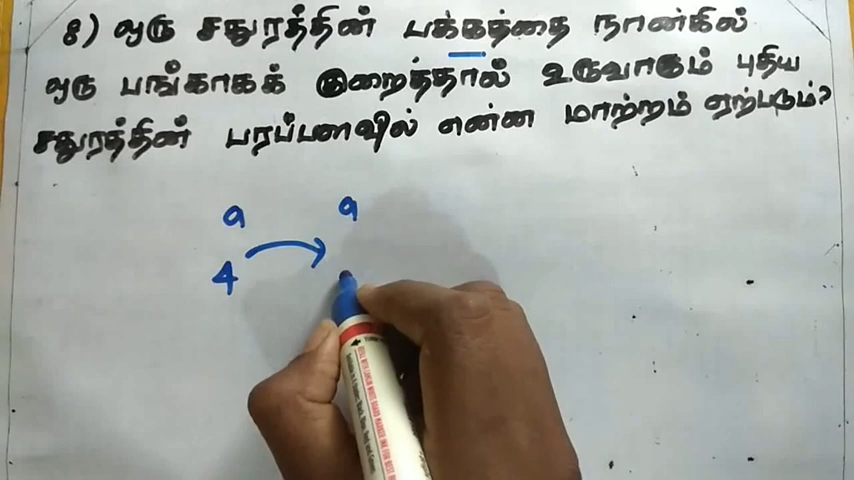 8) ஒரு சதுரத்தின் பக்கத்தை நான்கில்
ஒரு பங்காகக் குறைத்தால் உருவாகும் புதிய
சதுரத்தின் பரப்பளவில் என்ன மாற்றம் ஏற்படும்?
a a
4